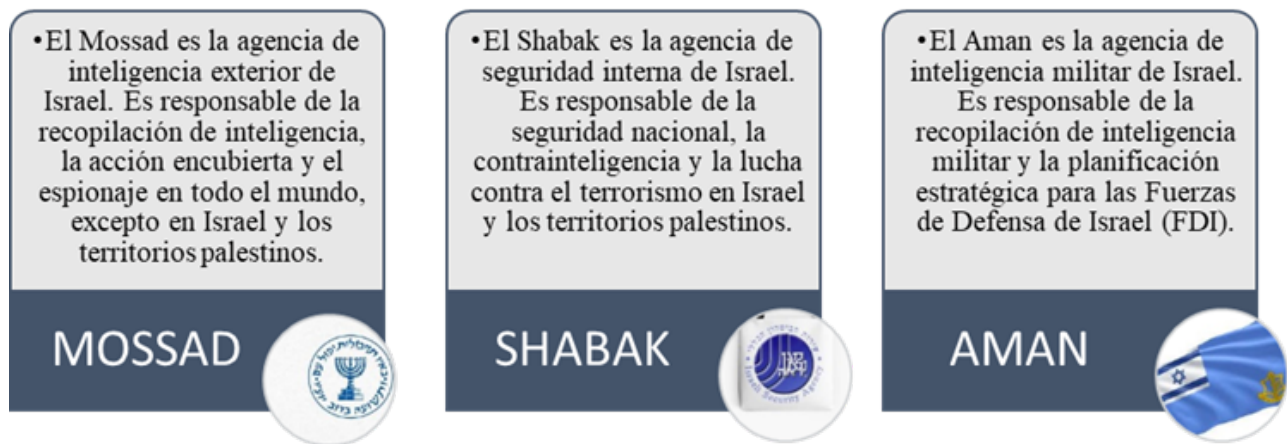 •El Mossad es la agencia de
inteligencia exterior de
Israel. Es responsable de la
recopilación de inteligencia,
la acción encubierta y el
espionaje en todo el mundo,
excepto en Israel y los
territorios palestinos.
MOSSAD
•El Shabak es la agencia de
seguridad interna de Israel.
Es responsable de la
seguridad nacional, la
contrainteligencia y la lucha
contra el terrorismo en Israel
y los territorios palestinos.
SHABAK
Israeli Security Agency
•El Aman es la agencia de
inteligencia militar de Israel.
Es responsable de la
recopilación de inteligencia
militar y la planificación
estratégica para las Fuerzas
de Defensa de Israel (FDI).
AMAN